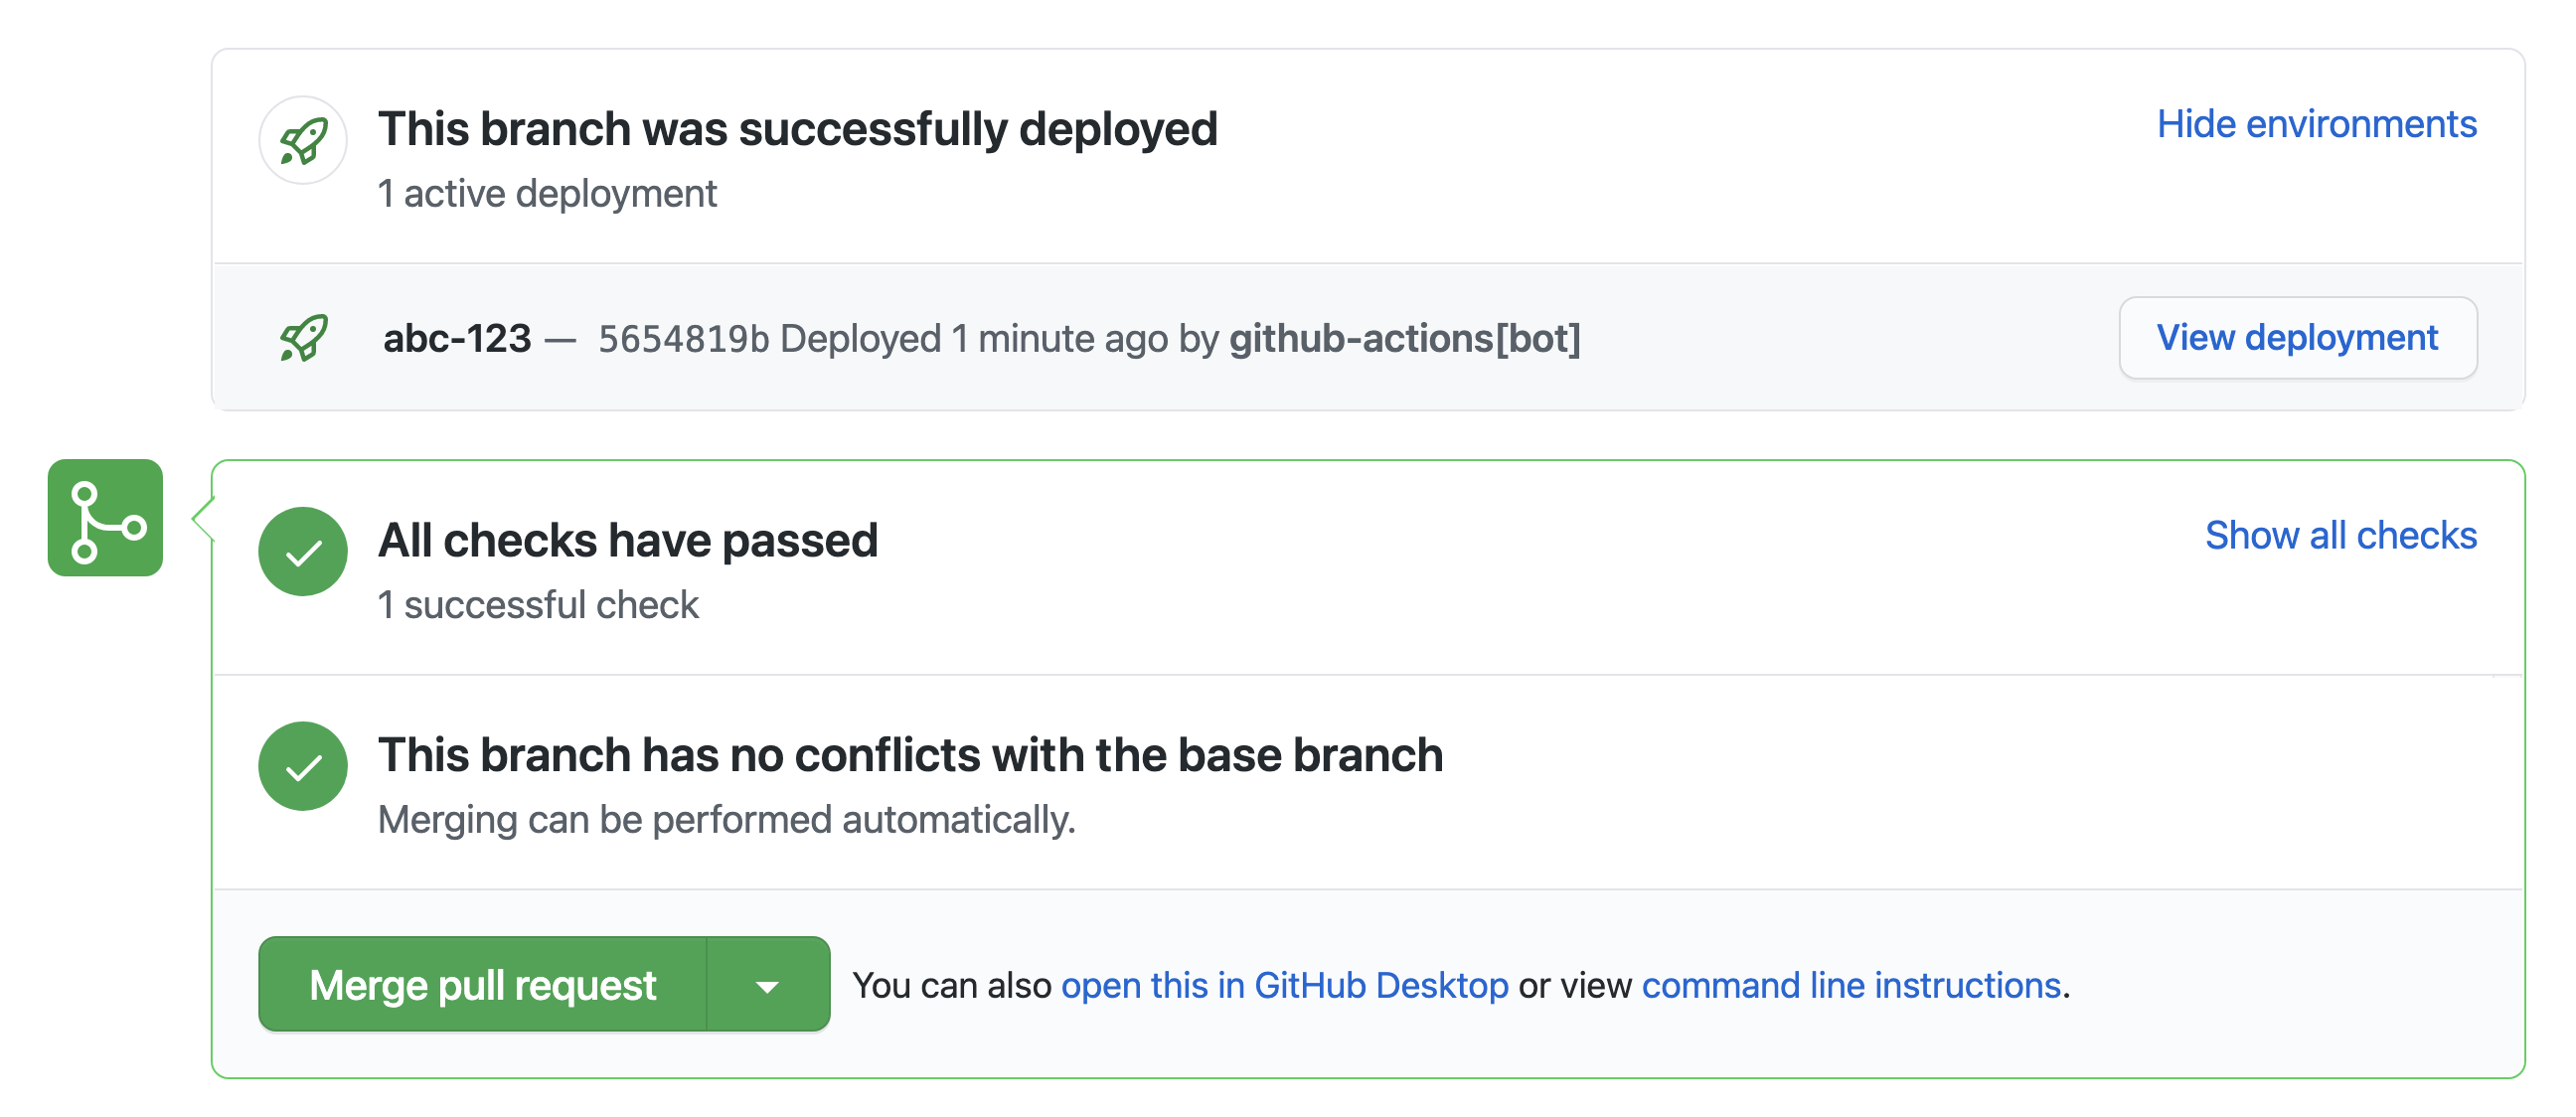 This branch was successfully deployed
Hide environments
1 active deployment
abc-123 — 5654819b Deployed 1 minute ago by github-actions[bot]
View deployment
All checks have passed
Show all checks
1 successful check
This branch has no conflicts with the base branch
Merging can be performed automatically.
Merge pull request
You can also open this in GitHub Desktop or view command line instructions.